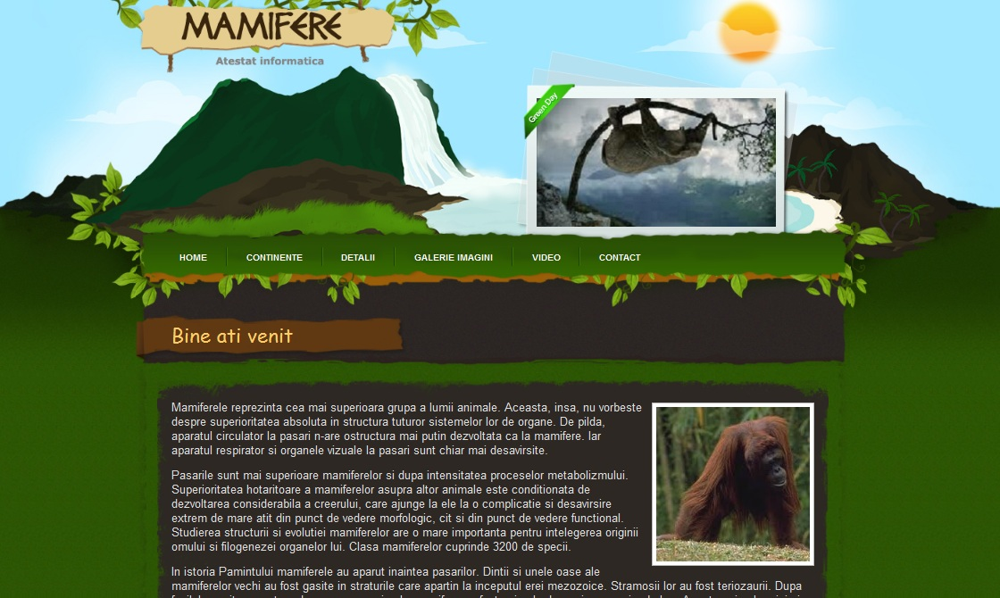 MAMIFERE
Atestat informatica
Green Day
HOME CONTINENTE DETALII GALERIE IMAGINI VIDEO CONTACT
Bine ati venit
Mamiferele reprezinta cea mai superioara grupa a lumii animale. Aceasta, insa, nu vorbeste
despre superioritatea absoluta in structura tuturor sistemelor lor de organe. De pilda,
aparatul circulator la pasari n-are ostructura mai putin dezvoltata ca la mamifere. Iar
aparatul respirator si organele vizuale la pasari sunt chiar mai desavirsite.
Pasarile sunt mai superioare mamiferelor si dupa intensitatea proceselor metabolizmului.
Superioritatea hotaritoare a mamiferelor asupra altor animale este conditionata de
dezvoltarea considerabila a creerului, care ajunge la ele la o complicatie si desavirsire
extrem de mare atit din punct de vedere morfologic, cit si din punct de vedere functional.
Studierea structurii si evolutiei mamiferelor are o mare importanta pentru intelegerea originii
omului si filogenezei organelor lui. Clasa mamiferelor cuprinde 3200 de specii.
In istoria Pamintului mamiferele au aparut inaintea pasarilor. Dintii si unele oase ale
mamiferelor vechi au fost gasite in straturile care apartin la inceputul erei mezozoice. Stramosii lor au fost teriozaurii. Dupa